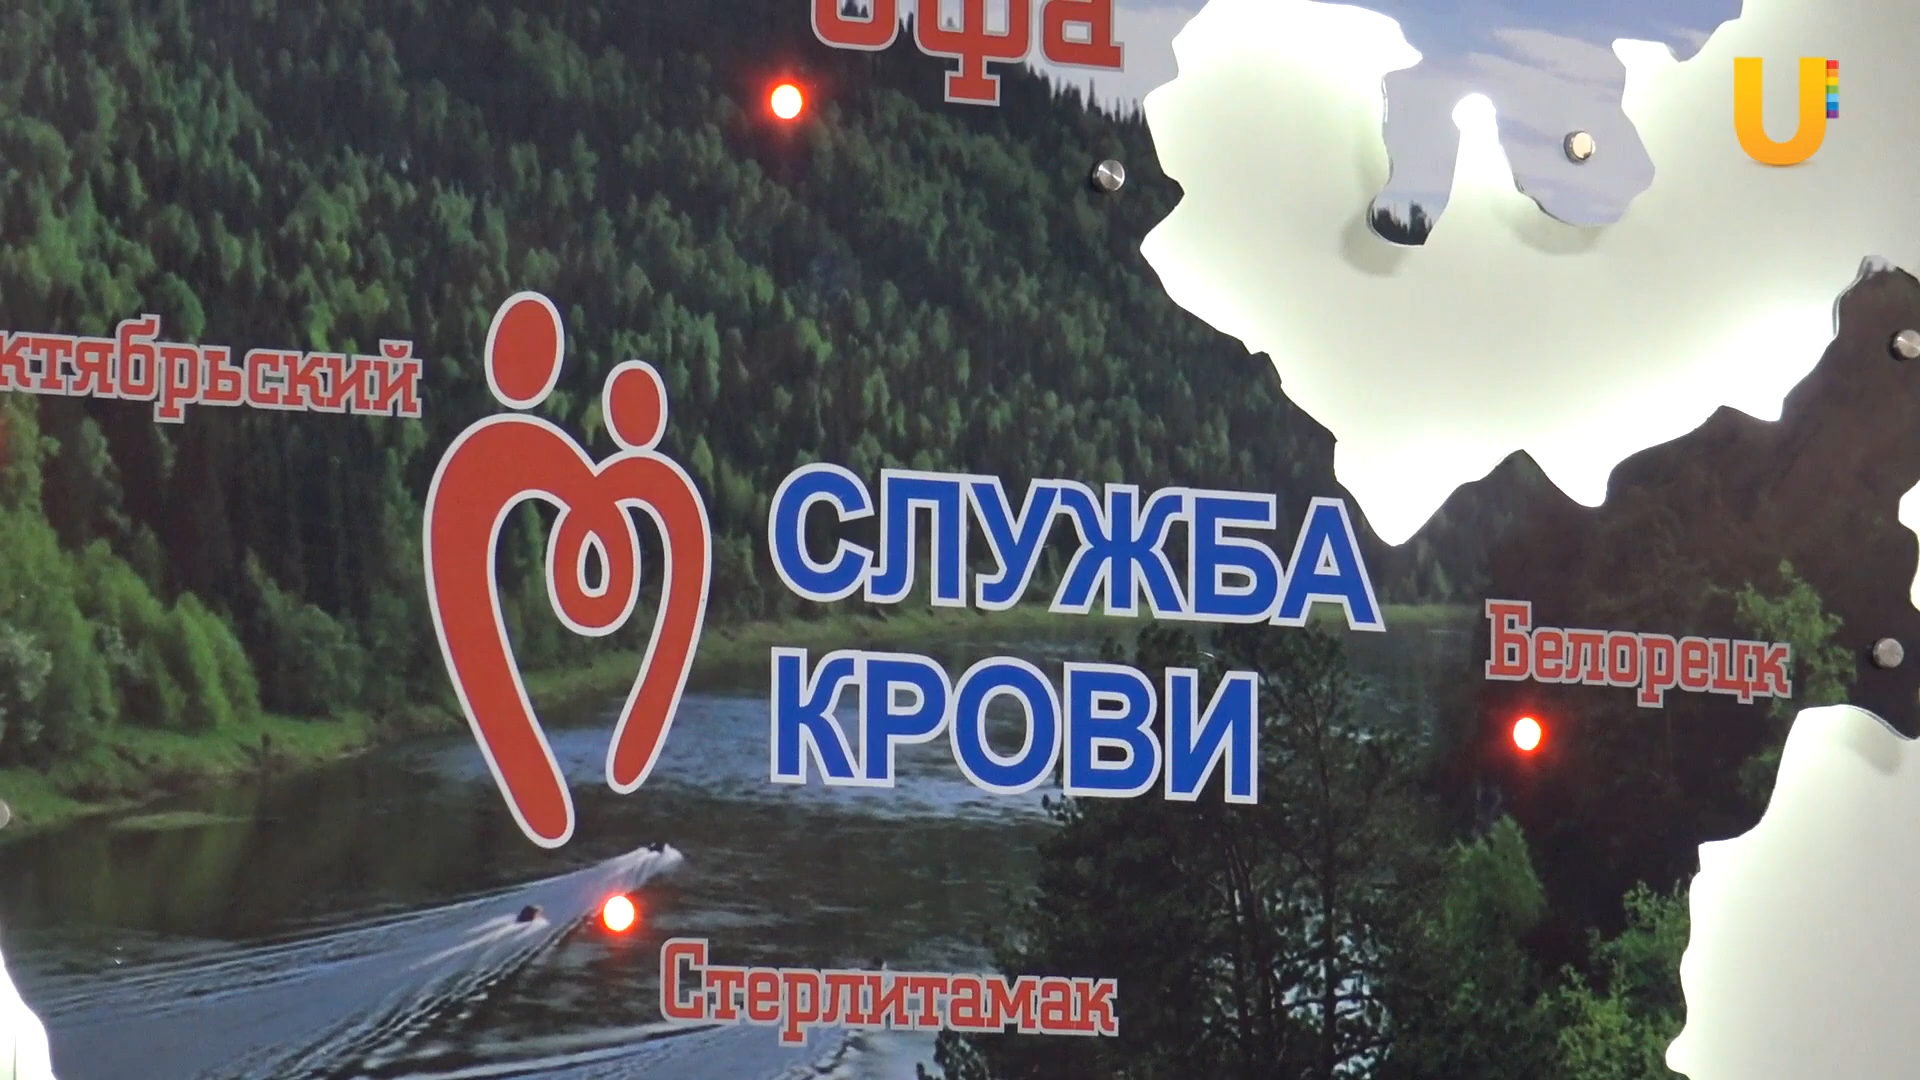 Уфа
ктябрьский
СЛУЖБА
КРОВИ
Белорецк
Стерлитамак
U